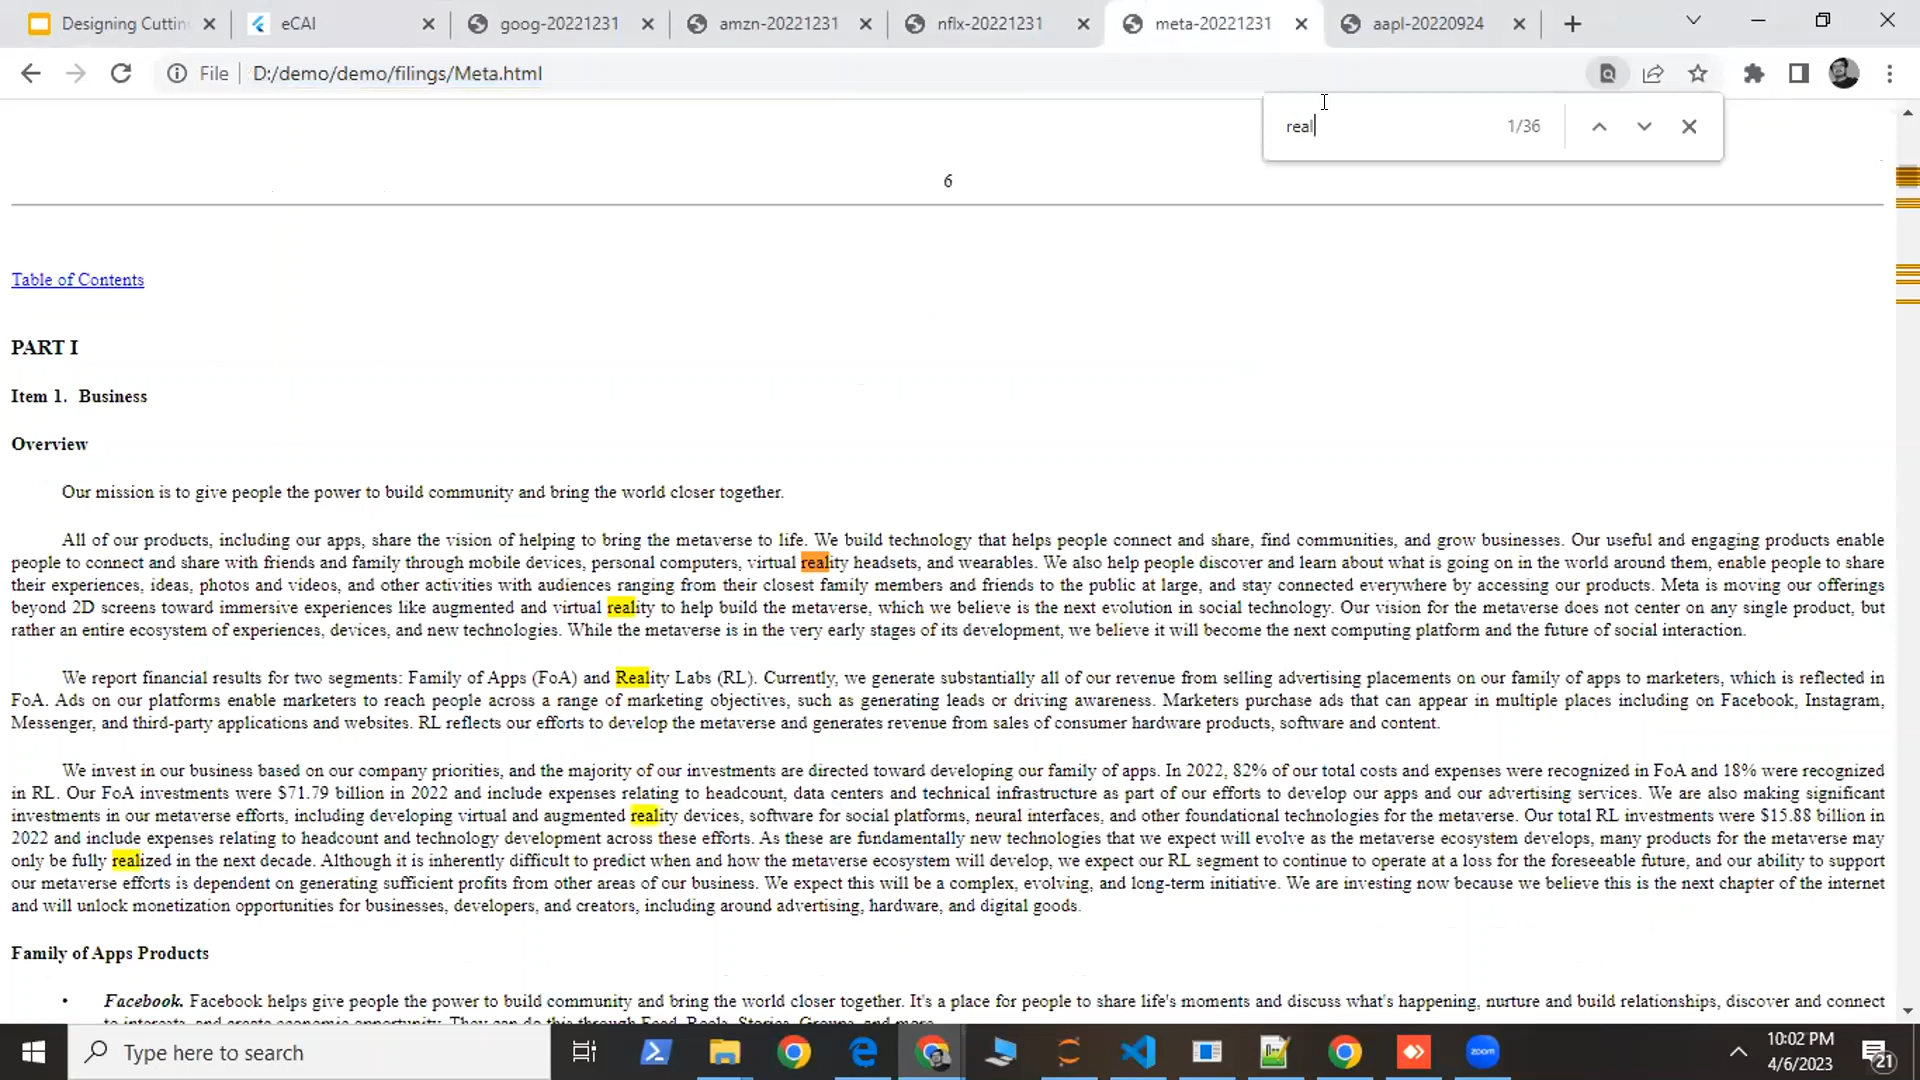 Designing Cuttin
eCAI
goog-20221231
amzn-20221231
nflx-20221231
meta-20221231
aapl-20220924
File
D:/demo/demo/filings/Meta.html
real
1/36
6
Table of Contents
PART I
Item 1. Business
Overview
Our mission is to give people the power to build community and bring the world closer together.
All of our products, including our apps, share the vision of helping to bring the metaverse to life. We build technology that helps people connect and share, find communities, and grow businesses. Our useful and engaging products enable
people to connect and share with friends and family through mobile devices, personal computers, virtual reality headsets, and wearables. We also help people discover and learn about what is going on in the world around them, enable people to share
their experiences, ideas, photos and videos, and other activities with audiences ranging from their closest family members and friends to the public at large, and stay connected everywhere by accessing our products. Meta is moving our offerings
beyond 2D screens toward immersive experiences like augmented and virtual reality to help build the metaverse, which we believe is the next evolution in social technology. Our vision for the metaverse does not center on any single product, but
rather an entire ecosystem of experiences, devices, and new technologies. While the metaverse is in the very early stages of its development, we believe it will become the next computing platform and the future of social interaction.
We report financial results for two segments: Family of Apps (FoA) and Reality Labs (RL). Currently, we generate substantially all of our revenue from selling advertising placements on our family of apps to marketers, which is reflected in
FoA. Ads on our platforms enable marketers to reach people across a range of marketing objectives, such as generating leads or driving awareness. Marketers purchase ads that can appear in multiple places including on Facebook, Instagram,
Messenger, and third-party applications and websites. RL reflects our efforts to develop the metaverse and generates revenue from sales of consumer hardware products, software and content.
We invest in our business based on our company priorities, and the majority of our investments are directed toward developing our family of apps. In 2022, 82% of our total costs and expenses were recognized in FoA and 18% were recognized
in RL. Our FoA investments were $71.79 billion in 2022 and include expenses relating to headcount, data centers and technical infrastructure as part of our efforts to develop our apps and our advertising services. We are also making significant
investments in our metaverse efforts, including developing virtual and augmented reality devices, software for social platforms, neural interfaces, and other foundational technologies for the metaverse. Our total RL investments were $15.88 billion in
2022 and include expenses relating to headcount and technology development across these efforts. As these are fundamentally new technologies that we expect will evolve as the metaverse ecosystem develops, many products for the metaverse may
only be fully realized in the next decade. Although it is inherently difficult to predict when and how the metaverse ecosystem will develop, we expect our RL segment to continue to operate at a loss for the foreseeable future, and our ability to support
our metaverse efforts is dependent on generating sufficient profits from other areas of our business. We expect this will be a complex, evolving, and long-term initiative. We are investing now because we believe this is the next chapter of the internet
and will unlock monetization opportunities for businesses, developers, and creators, including around advertising, hardware, and digital goods.
Family of Apps Products
• Facebook. Facebook helps give people the power to build community and bring the world closer together. It's a place for people to share life's moments and discuss what's happening, nurture and build relationships, discover and connect
to interests, and create economic opportunity. They can do this through Feed, Reels, Stories, Groups, and more.
Type here to search
zoom
10:02 PM
4/6/2023
21